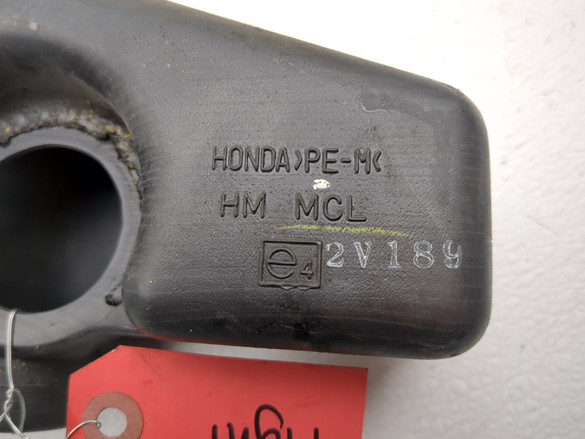 HONDA>PE-M<
HM MCL
e4 2V189